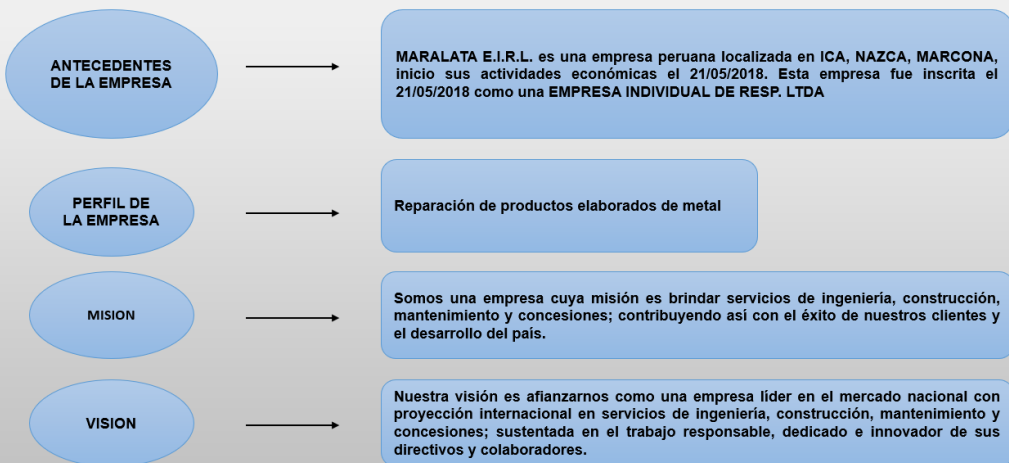 ANTECEDENTES
DE LA EMPRESA
MARALATA E.I.R.L. es una empresa peruana localizada en ICA, NAZCA, MARCONA,
inicio sus actividades económicas el 21/05/2018. Esta empresa fue inscrita el
21/05/2018 como una EMPRESA INDIVIDUAL DE RESP. LTDA
PERFIL DE
LA EMPRESA
Reparación de productos elaborados de metal
MISION
Somos una empresa cuya misión es brindar servicios de ingeniería, construcción,
mantenimiento y concesiones; contribuyendo así con el éxito de nuestros clientes y
el desarrollo del país.
VISION
Nuestra visión es afianzarnos como una empresa líder en el mercado nacional con
proyección internacional en servicios de ingeniería, construcción, mantenimiento y
concesiones; sustentada en el trabajo responsable, dedicado e innovador de sus
directivos y colaboradores.